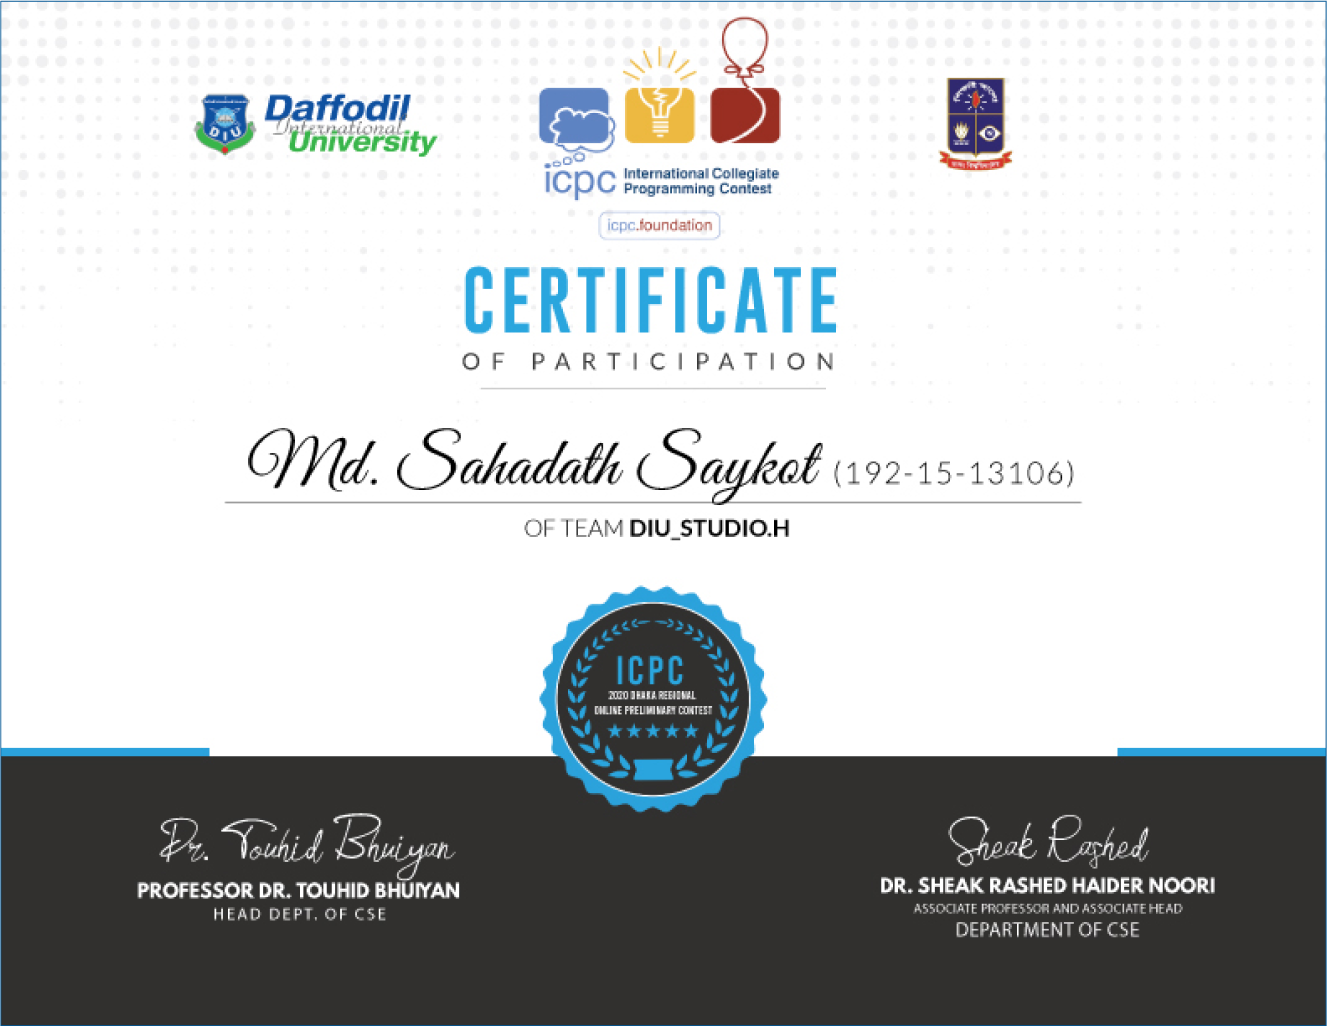 DIU
Daffodil
International
University
icpc
International Collegiate
Programming Contest
icpc.foundation
CERTIFICATE
OF PARTICIPATION
Md. Sahadath Saykot (192-15-13106)
OF TEAM DIU_STUDIO.H
ICPC
2020 DHAKA REGIONAL
ONLINE PRELIMINARY CONTEST
Dr. Touhid Bhuiyan
PROFESSOR DR. TOUHID BHUIYAN
HEAD DEPT. OF CSE
Sheak Rashed
DR. SHEAK RASHED HAIDER NOORI
ASSOCIATE PROFESSOR AND ASSOCIATE HEAD
DEPARTMENT OF CSE